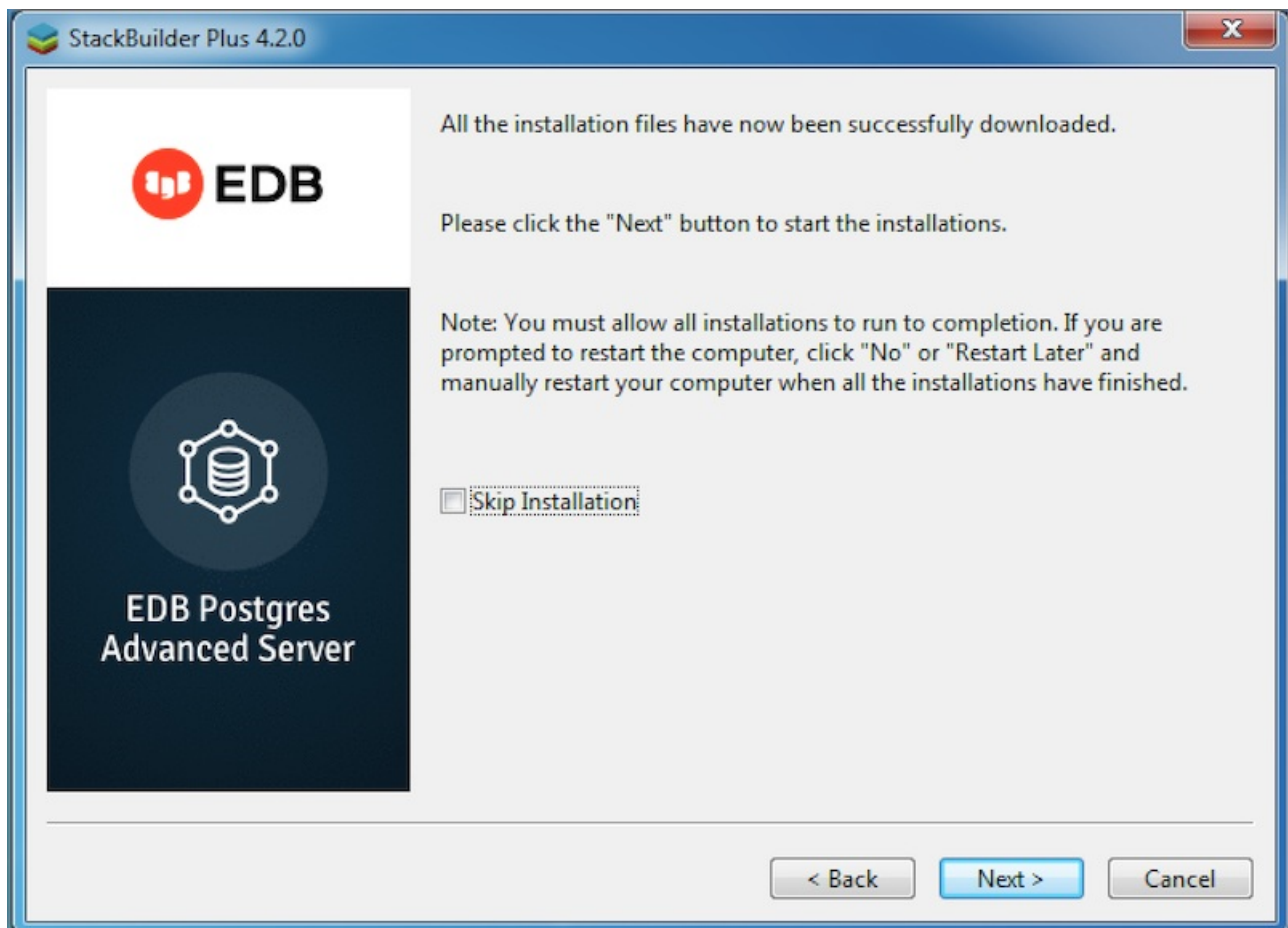 StackBuilder Plus 4.2.0
EDB
EDB Postgres
Advanced Server
All the installation files have now been successfully downloaded.
Please click the "Next" button to start the installations.
Note: You must allow all installations to run to completion. If you are
prompted to restart the computer, click "No" or "Restart Later" and
manually restart your computer when all the installations have finished.
Skip Installation
< Back
Next >
Cancel